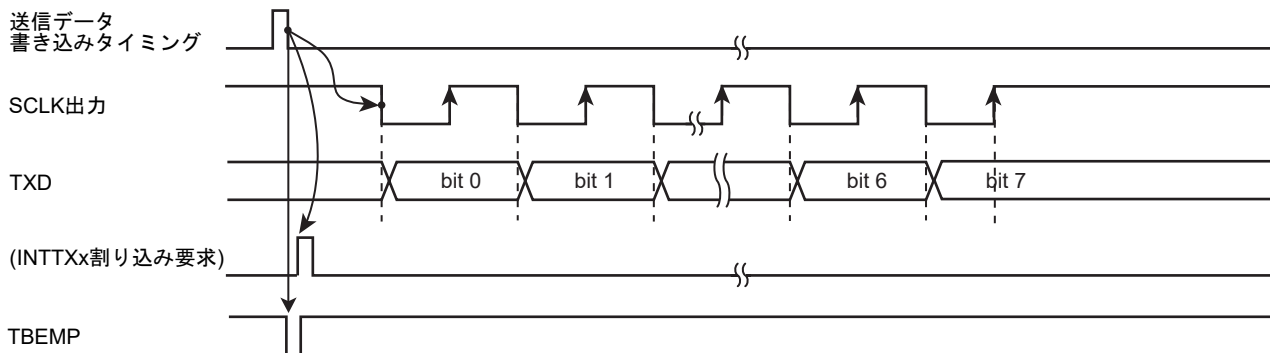 送信データ
書き込みタイミング
SCLK出力
TXD
bit 0
bit 1
bit 6
bit 7
(INTTXx割り込み要求)
TBEMP